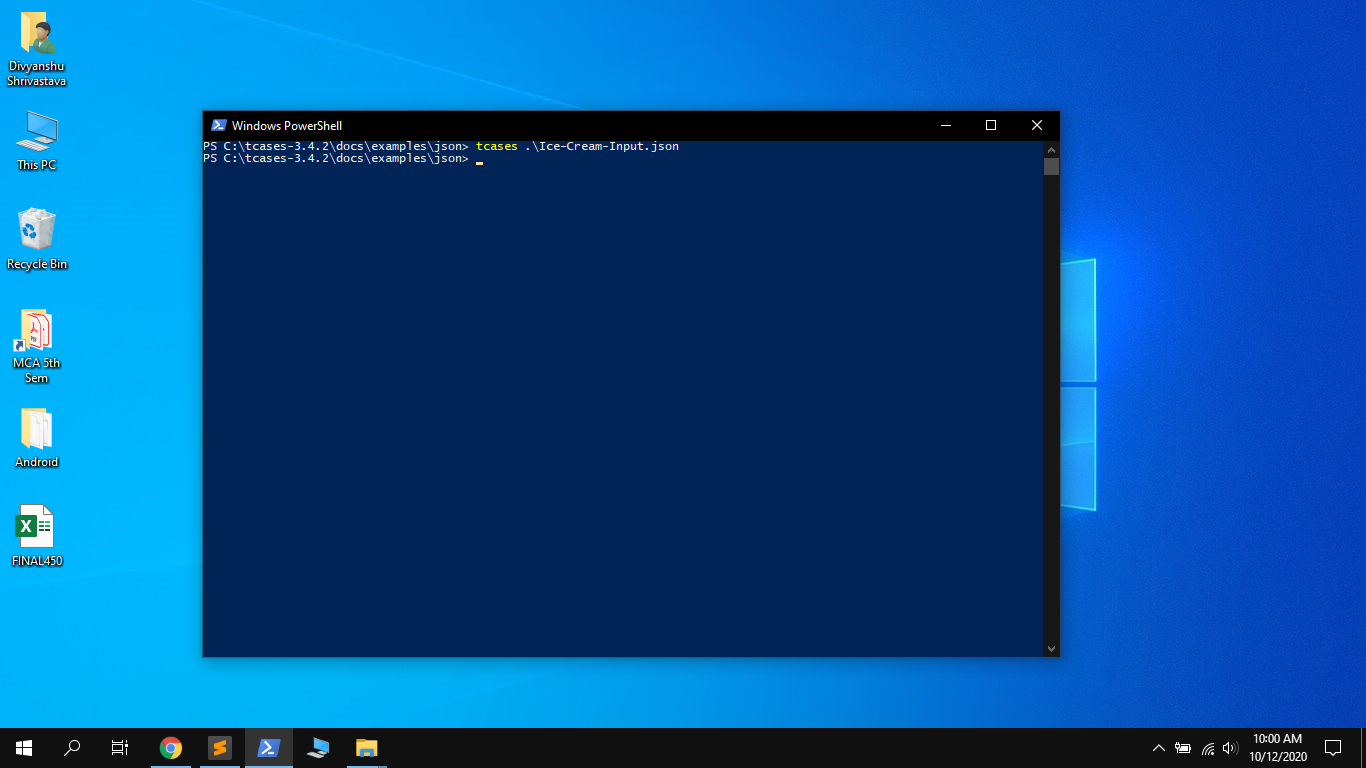 Divyanshu
Shrivastava
This PC
Recycle Bin
MCA 5th
Sem
Android
FINAL450
Windows PowerShell
PS C:\tcases-3.4.2\docs\examples\json> tcases .\Ice-Cream-Input.json
PS C:\tcases-3.4.2\docs\examples\json>
10:00 AM
10/12/2020